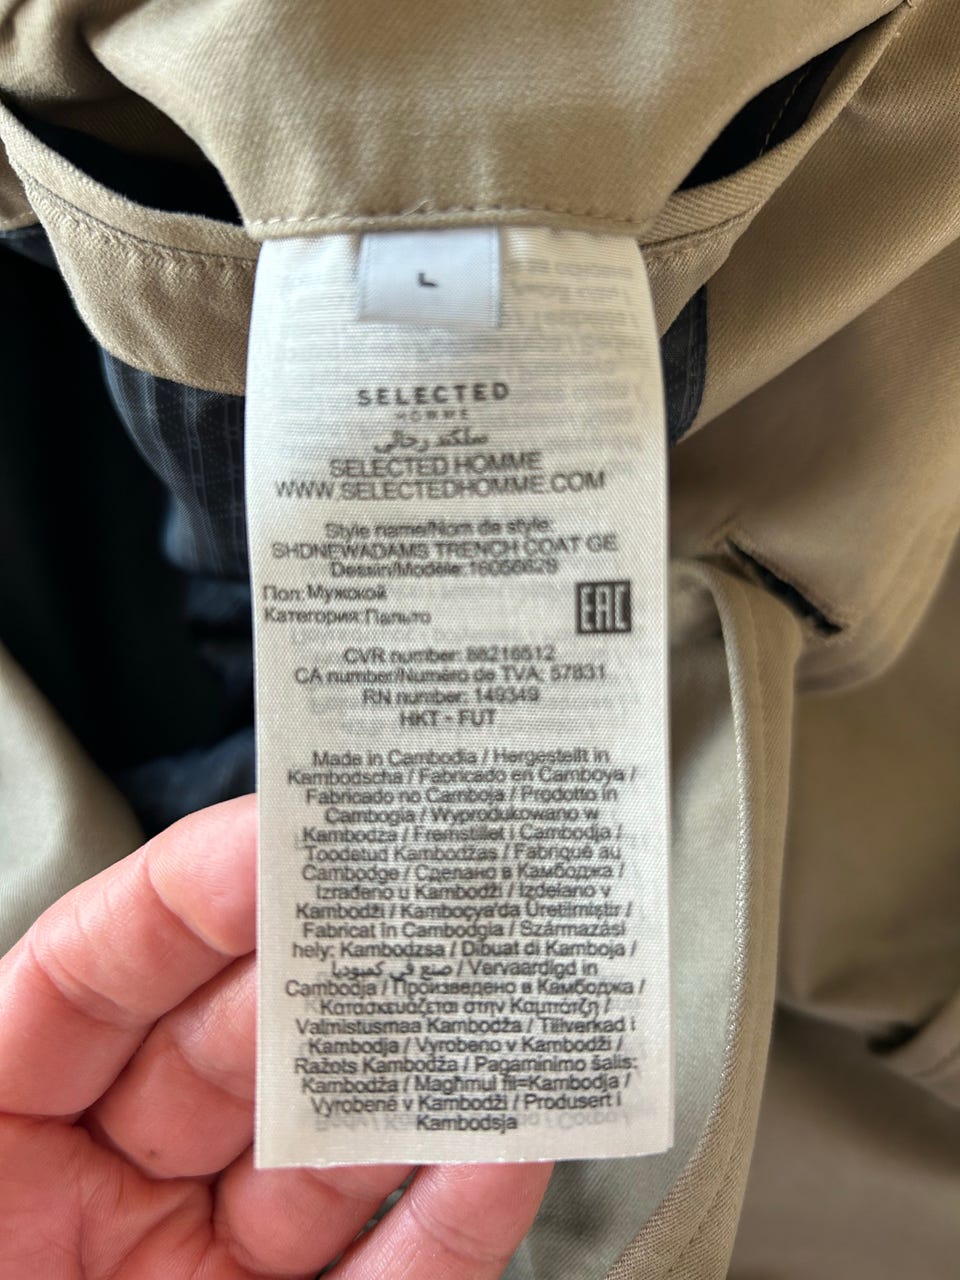 L
SELECTED
HOMME
سلكتد رجالي
SELECTED HOMME
WWW.SELECTEDHOMME.COM
Style name/Nom de style:
SHDNEWADAMS TRENCH COAT GE
Dessin/Modèle:16056629
Пол:Мужской
Категория:Пальто
EAC
CVR number: 88216512
CA number/Numéro de TVA: 57831
RN number: 149349
HKT - FUT
Made in Cambodia / Hergestellt in
Kambodscha / Fabricado en Camboya /
Fabricado no Camboja / Prodotto in
Cambogia / Wyprodukowano w
Kambodża / Fremstillet i Cambodja /
Toodetud Kambodžas / Fabriqué au
Cambodge / Сделано в Камбоджа /
Izrađeno u Kambodži / Izdelano v
Kambodži / Kamboçya'da Üretilmiştir /
Fabricat în Cambodgia / Származási
hely: Kambodzsa / Dibuat di Kamboja /
صنع في كمبوديا / Vervaardigd in
Cambodja / Произведено в Камбоджа /
Κατασκευάζεται στην Καμπότζη /
Valmistusmaa Kambodža / Tillverkad i
Kambodja / Vyrobeno v Kambodži /
Ražots Kambodža / Pagaminimo šalis:
Kambodža / Magħmul fil=Kambodja /
Vyrobené v Kambodži / Produsert i
Kambodsja